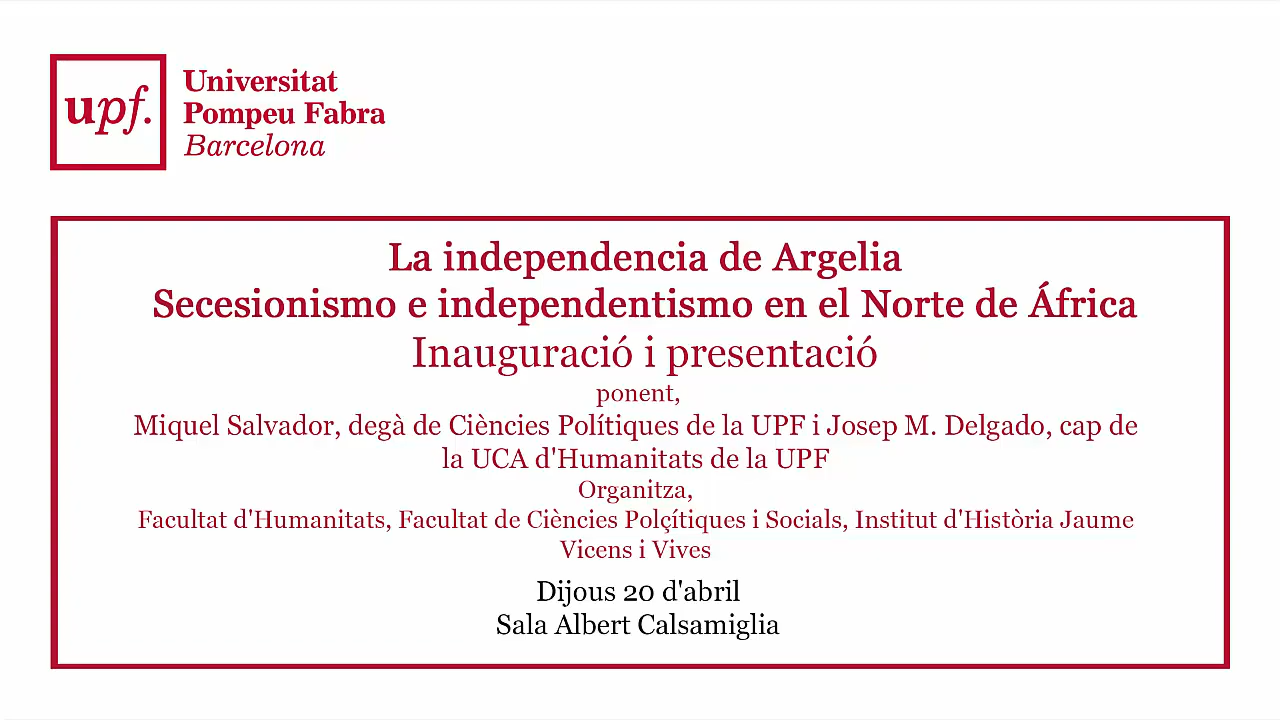 upf.
Universitat
Pompeu Fabra
Barcelona
La independencia de Argelia
Secesionismo e independentismo en el Norte de África
Inauguració i presentació
ponent,
Miquel Salvador, degà de Ciències Polítiques de la UPF i Josep M. Delgado, cap de
la UCA d'Humanitats de la UPF
Organitza,
Facultat d'Humanitats, Facultat de Ciències Polçítiques i Socials, Institut d'Història Jaume
Vicens i Vives
Dijous 20 d'abril
Sala Albert Calsamiglia